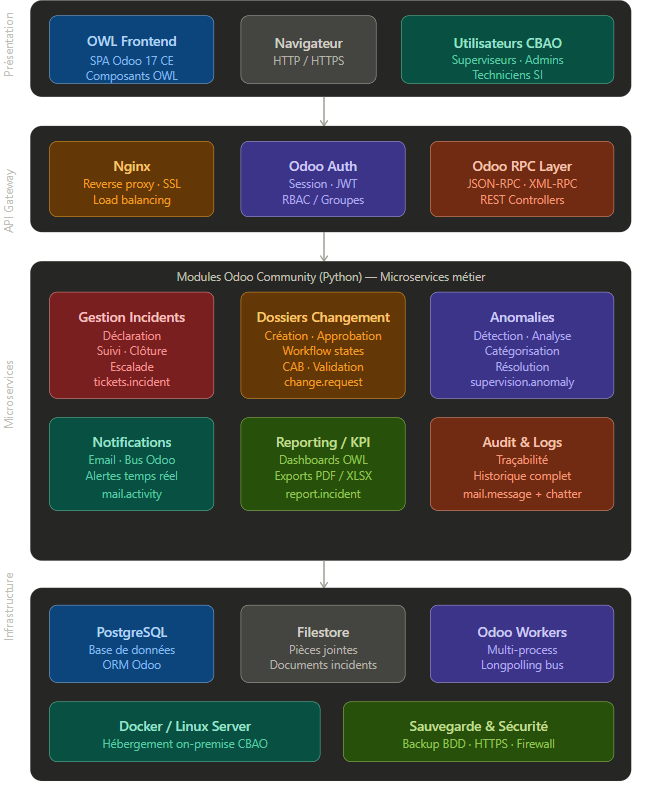 Présentation
OWL Frontend
SPA Odoo 17 CE
Composants OWL
Navigateur
HTTP / HTTPS
Utilisateurs CBAO
Superviseurs · Admins
Techniciens SI
API Gateway
Nginx
Reverse proxy · SSL
Load balancing
Odoo Auth
Session · JWT
RBAC / Groupes
Odoo RPC Layer
JSON-RPC · XML-RPC
REST Controllers
Microservices
Modules Odoo Community (Python) — Microservices métier
Gestion Incidents
Déclaration
Suivi · Clôture
Escalade
tickets.incident
Dossiers Changement
Création · Approbation
Workflow states
CAB · Validation
change.request
Anomalies
Détection · Analyse
Catégorisation
Résolution
supervision.anomaly
Notifications
Email · Bus Odoo
Alertes temps réel
mail.activity
Reporting / KPI
Dashboards OWL
Exports PDF / XLSX
report.incident
Audit & Logs
Traçabilité
Historique complet
mail.message + chatter
Infrastructure
PostgreSQL
Base de données
ORM Odoo
Filestore
Pièces jointes
Documents incidents
Odoo Workers
Multi-process
Longpolling bus
Docker / Linux Server
Hébergement on-premise CBAO
Sauvegarde & Sécurité
Backup BDD · HTTPS · Firewall